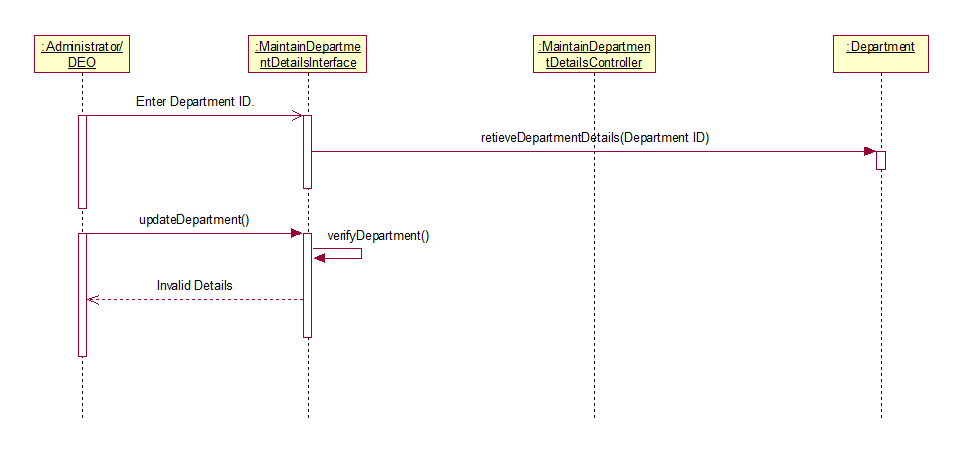 :Administrator/
DEO
:MaintainDepartme
ntDetailsInterface
:MaintainDepartmen
tDetailsController
:Department
Enter Department ID.
retieveDepartmentDetails(Department ID)
updateDepartment()
verifyDepartment()
Invalid Details